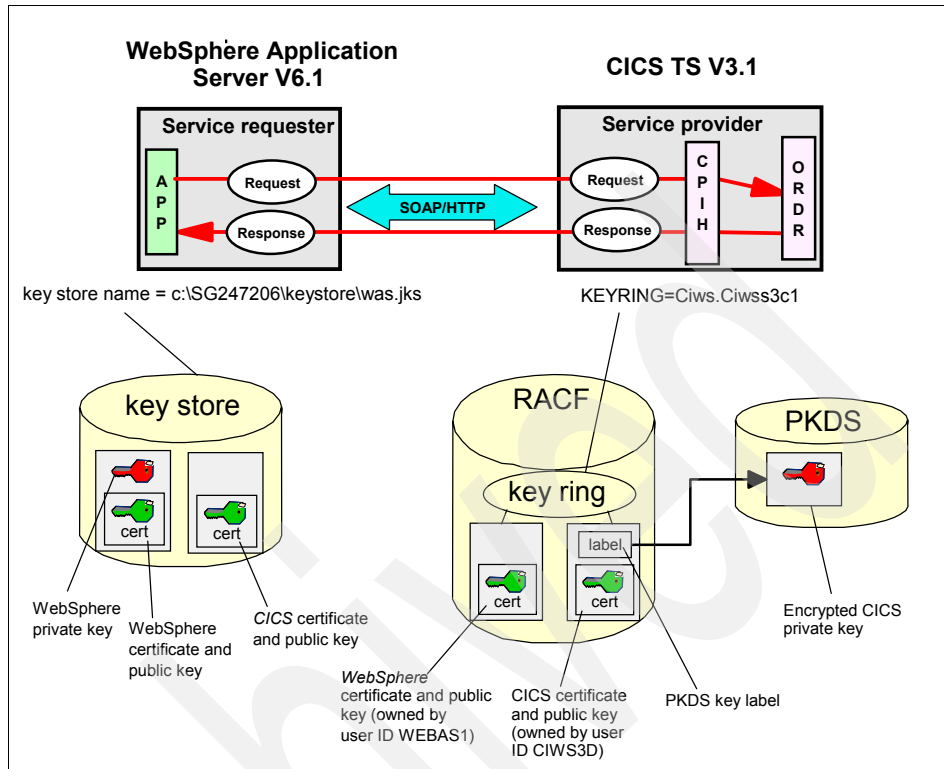 WebSphere Application
Server V6.1
CICS TS V3.1
Service requester
Service provider
A
P
P
Request
Response
SOAP/HTTP
Request
Response
C
P
I
H
O
R
D
R
key store name = c:\SG247206\keystore\was.jks
KEYRING=Ciws.Ciwss3c1
key store
cert
cert
WebSphere
private key
WebSphere
certificate and
public key
CICS certificate
and public key
RACF
key ring
cert
label
cert
WebSphere
certificate and public
key (owned by
user ID WEBAS1)
CICS certificate
and public key
(owned by user
ID CIWS3D)
PKDS key label
PKDS
Encrypted CICS
private key